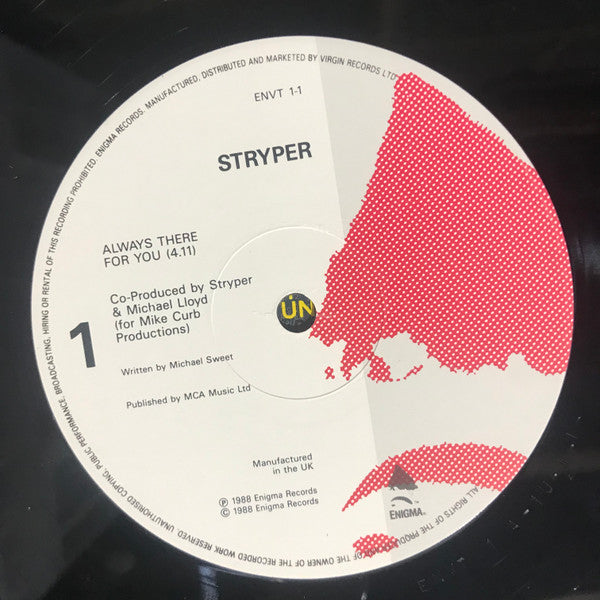 ENVT 1-1
STRYPER
ALWAYS THERE
FOR YOU (4.11)
Co-Produced by Stryper
& Michael Lloyd
(for Mike Curb
Productions)
1
Written by Michael Sweet
Published by MCA Music Ltd
Manufactured
in the UK
℗ 1988 Enigma Records
© 1988 Enigma Records
ENIGMA
UN
ALL RIGHTS OF THE PRODUCER AND OF THE OWNER OF THE RECORDED WORK RESERVED. UNAUTHORISED COPYING, PUBLIC PERFORMANCE, BROADCASTING, HIRING OR RENTAL OF THIS RECORDING PROHIBITED. ENIGMA RECORDS. MANUFACTURED, DISTRIBUTED AND MARKETED BY VIRGIN RECORDS LTD